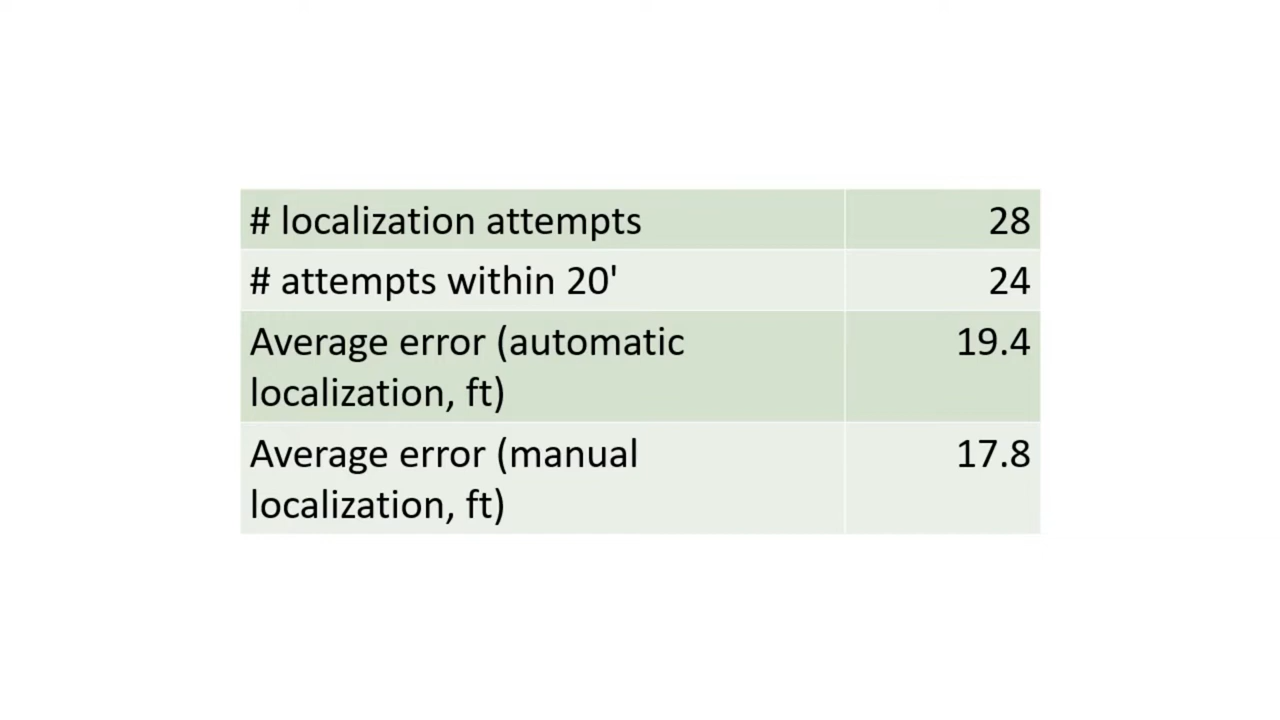 # localization attempts 28
# attempts within 20' 24
Average error (automatic 19.4
localization, ft)
Average error (manual 17.8
localization, ft)